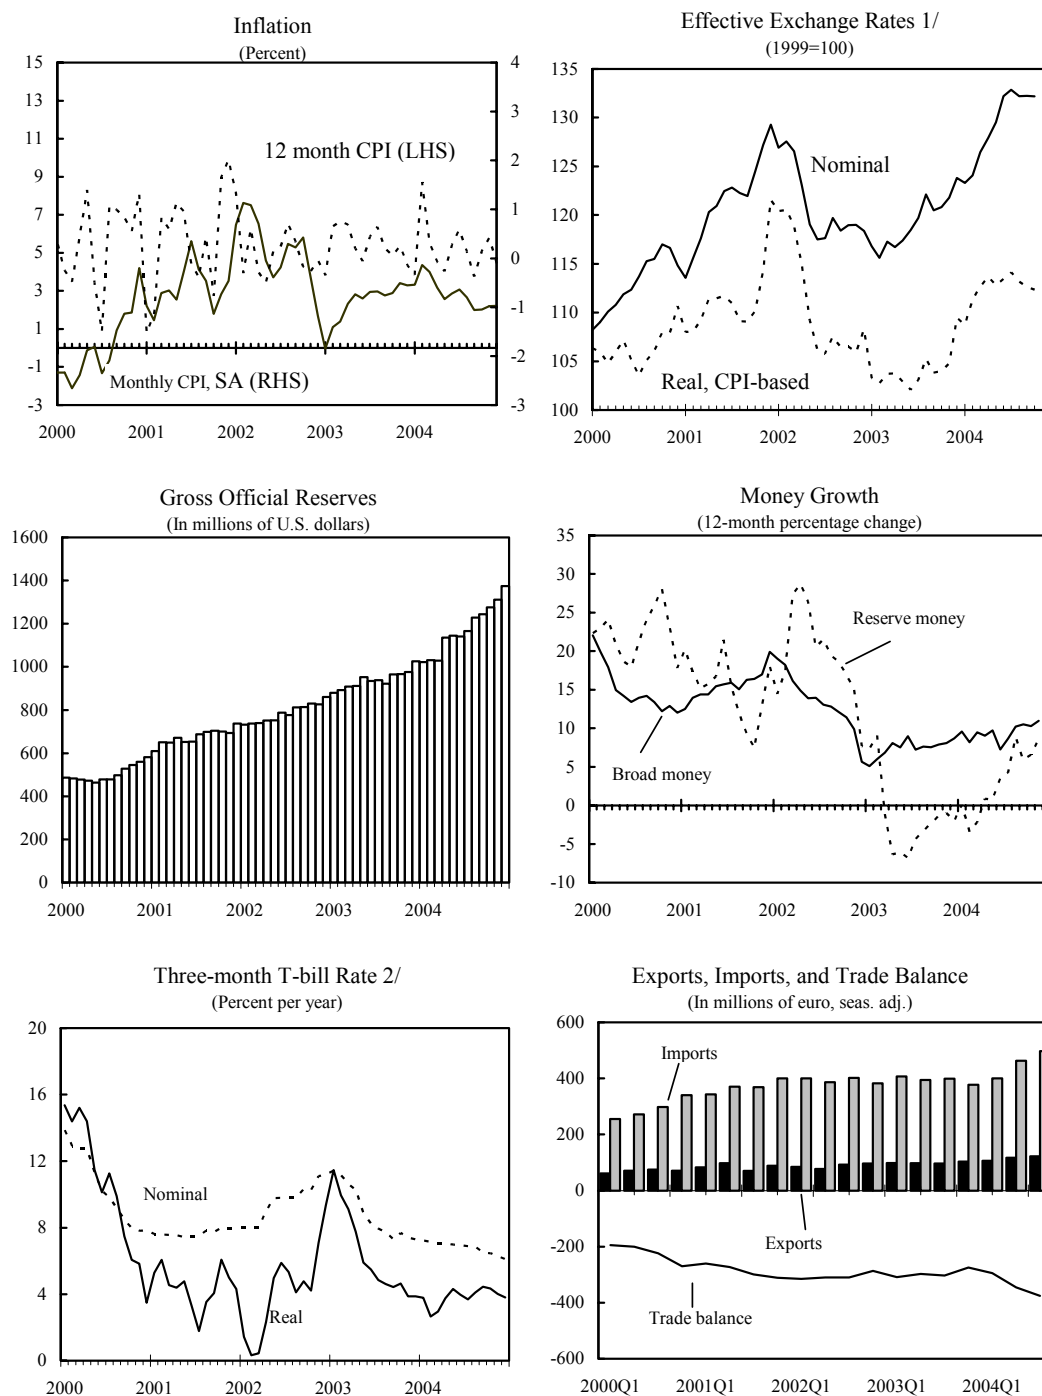 Inflation
(Percent)
15
13
11
9
7
5
3
1
-1
-3
4
3
2
1
0
-1
-2
-3
12 month CPI (LHS)
Monthly CPI, SA (RHS)
2000 2001 2002 2003 2004
Effective Exchange Rates 1/
(1999=100)
135
130
125
120
115
110
105
100
Nominal
Real, CPI-based
2000 2001 2002 2003 2004
Gross Official Reserves
(In millions of U.S. dollars)
1600
1400
1200
1000
800
600
400
200
0
2000 2001 2002 2003 2004
Money Growth
(12-month percentage change)
35
30
25
20
15
10
5
0
-5
-10
Reserve money
Broad money
2000 2001 2002 2003 2004
Three-month T-bill Rate 2/
(Percent per year)
20
16
12
8
4
0
Nominal
Real
2000 2001 2002 2003 2004
Exports, Imports, and Trade Balance
(In millions of euro, seas. adj.)
600
400
200
0
-200
-400
-600
Imports
Exports
Trade balance
2000Q1 2001Q1 2002Q1 2003Q1 2004Q1